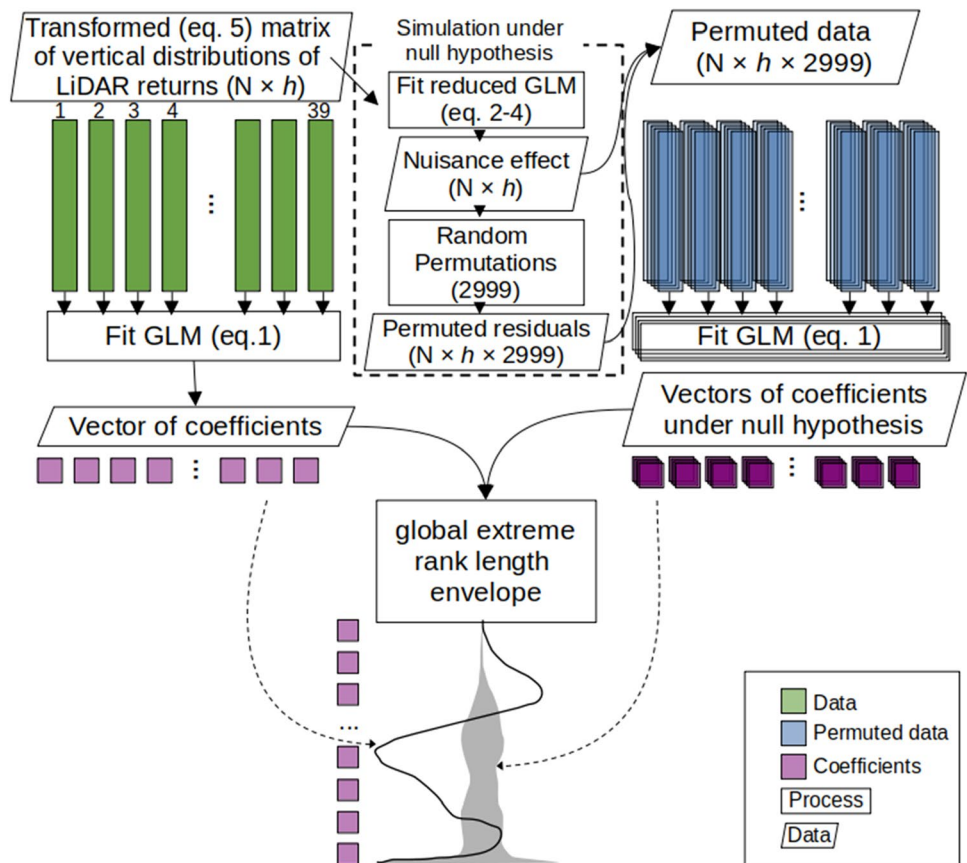 Transformed (eq. 5) matrix
of vertical distributions of
LiDAR returns (N × h)
1 2 3 4 39
...
Fit GLM (eq.1)
Vector of coefficients
...
Simulation under
null hypothesis
Fit reduced GLM
(eq. 2-4)
Nuisance effect
(N × h)
Random
Permutations
(2999)
Permuted residuals
(N × h × 2999)
Permuted data
(N × h × 2999)
...
Fit GLM (eq. 1)
Vectors of coefficients
under null hypothesis
...
global extreme
rank length
envelope
...
Data
Permuted data
Coefficients
Process
Data